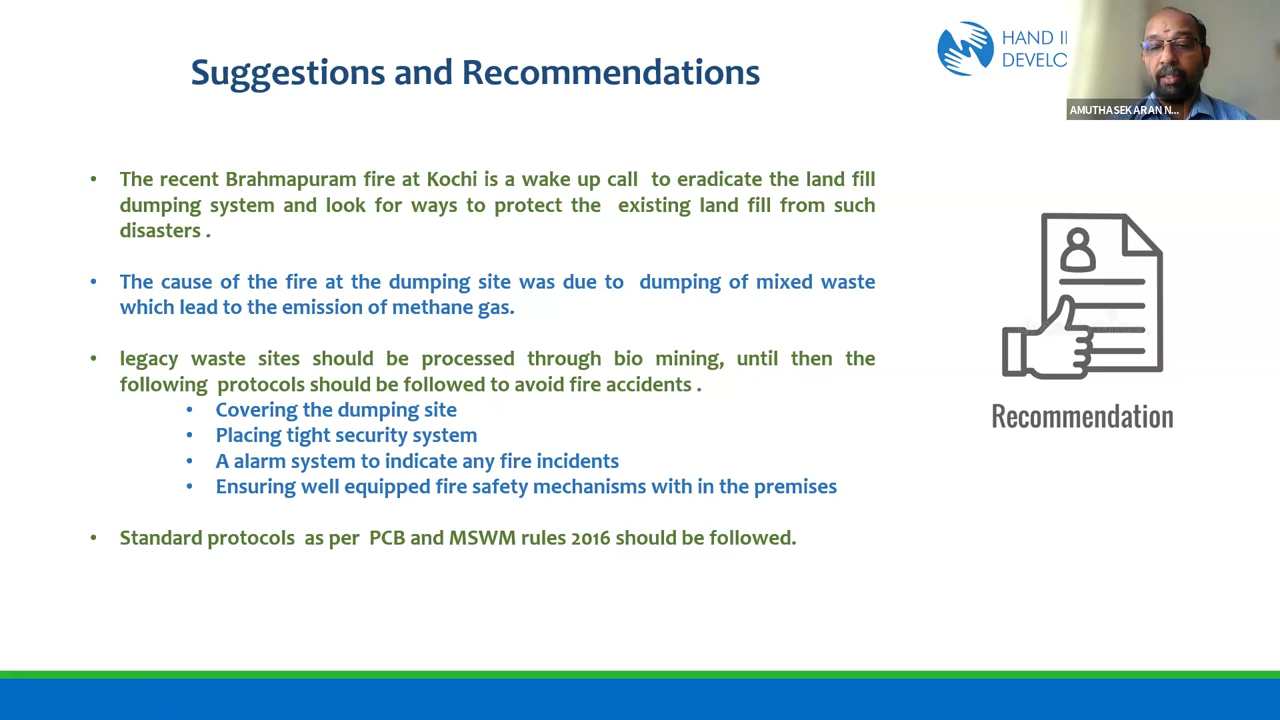 Suggestions and Recommendations
HAND I
DEVELO
AMUTHASEKARAN N...
• The recent Brahmapuram fire at Kochi is a wake up call to eradicate the land fill
dumping system and look for ways to protect the existing land fill from such
disasters .
• The cause of the fire at the dumping site was due to dumping of mixed waste
which lead to the emission of methane gas.
• legacy waste sites should be processed through bio mining, until then the
following protocols should be followed to avoid fire accidents .
• Covering the dumping site
• Placing tight security system
• A alarm system to indicate any fire incidents
• Ensuring well equipped fire safety mechanisms with in the premises
• Standard protocols as per PCB and MSWM rules 2016 should be followed.
Recommendation